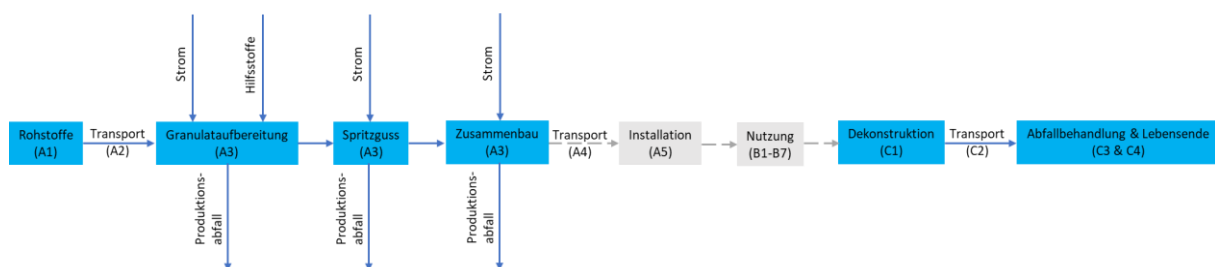 Strom
Hilfsstoffe
Strom
Strom
Rohstoffe
(A1)
Transport
(A2)
Granulataufbereitung
(A3)
Spritzguss
(A3)
Zusammenbau
(A3)
Transport
(A4)
Installation
(A5)
Nutzung
(B1-B7)
Dekonstruktion
(C1)
Transport
(C2)
Abfallbehandlung & Lebensende
(C3 & C4)
Produktions-
abfall
Produktions-
abfall
Produktions-
abfall